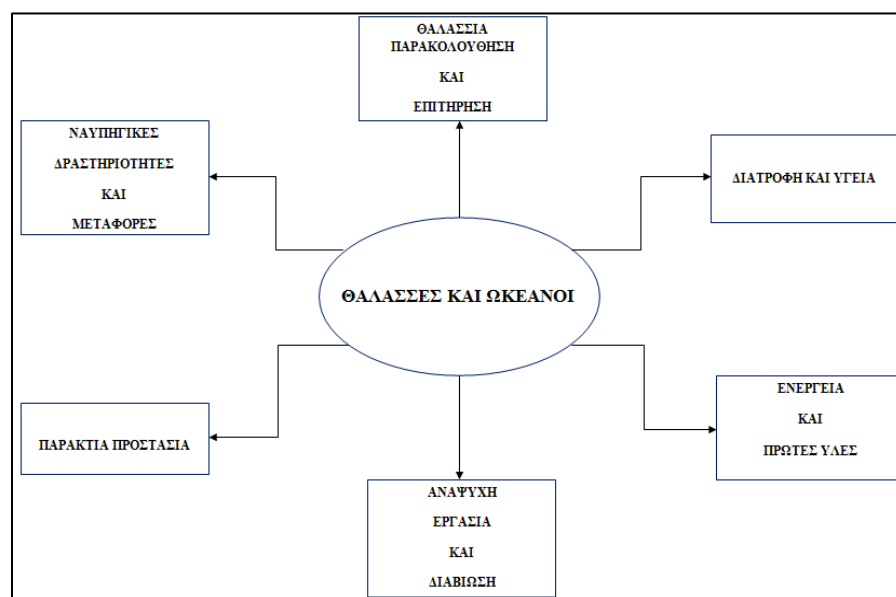 ΘΑΛΑΣΣΙΑ
ΠΑΡΑΚΟΛΟΥΘΗΣΗ
ΚΑΙ
ΕΠΙΤΗΡΗΣΗ
ΝΑΥΠΗΓΙΚΕΣ
ΔΡΑΣΤΗΡΙΟΤΗΤΕΣ
ΚΑΙ
ΜΕΤΑΦΟΡΕΣ
ΔΙΑΤΡΟΦΗ ΚΑΙ ΥΓΕΙΑ
ΘΑΛΑΣΣΕΣ ΚΑΙ ΩΚΕΑΝΟΙ
ΠΑΡΑΚΤΙΑ ΠΡΟΣΤΑΣΙΑ
ΕΝΕΡΓΕΙΑ
ΚΑΙ
ΠΡΩΤΕΣ ΥΛΕΣ
ΑΝΑΨΥΧΗ
ΕΡΓΑΣΙΑ
ΚΑΙ
ΔΙΑΒΙΩΣΗ